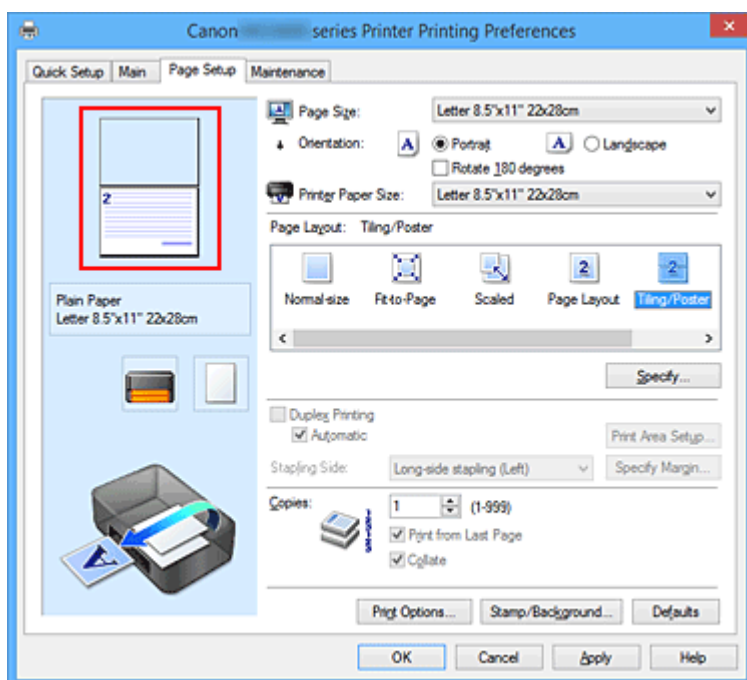 Canon series Printer Printing Preferences
Quick Setup Main Page Setup Maintenance
2
Plain Paper
Letter 8.5"x11" 22x28cm
Page Size: Letter 8.5"x11" 22x28cm
Orientation: A Portrait A Landscape
Rotate 180 degrees
Printer Paper Size: Letter 8.5"x11" 22x28cm
Page Layout: Tiling/Poster
2 2
Normal-size Fit-to-Page Scaled Page Layout Tiling/Poster
Specify...
Duplex Printing
Automatic Print Area Setup...
Stapling Side: Long-side stapling (Left) Specify Margin...
Copies: 1 (1-999)
Print from Last Page
Collate
A
Print Options... Stamp/Background... Defaults
OK Cancel Apply Help